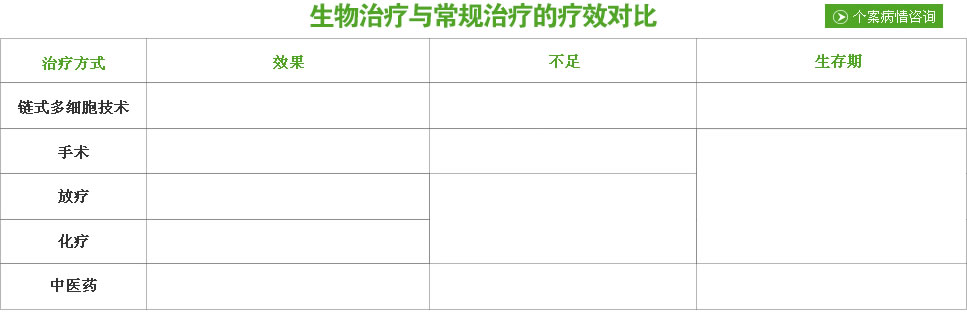 生物治疗与常规治疗的疗效对比
个案病情咨询
治疗方式 效果 不足 生存期
链式多细胞技术
手术
放疗
化疗
中医药